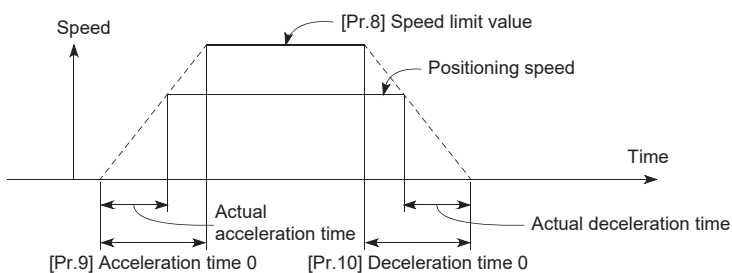 [Pr.8] Speed limit value
Speed
Positioning speed
Time
Actual
acceleration time
Actual deceleration time
[Pr.9] Acceleration time 0
[Pr.10] Deceleration time 0